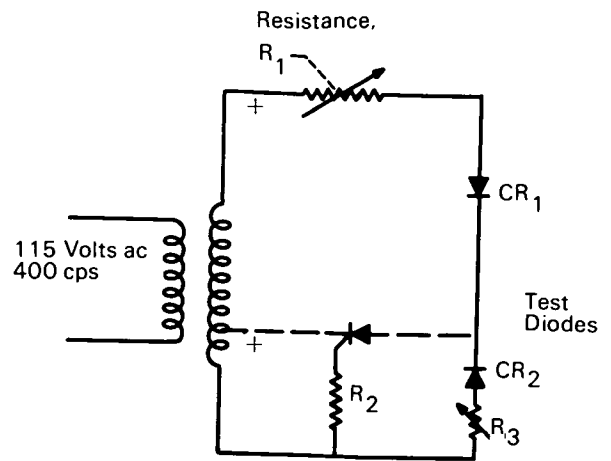 Resistance,
R1
+
CR1
115 Volts ac
400 cps
Test
Diodes
+
CR2
R2
R3